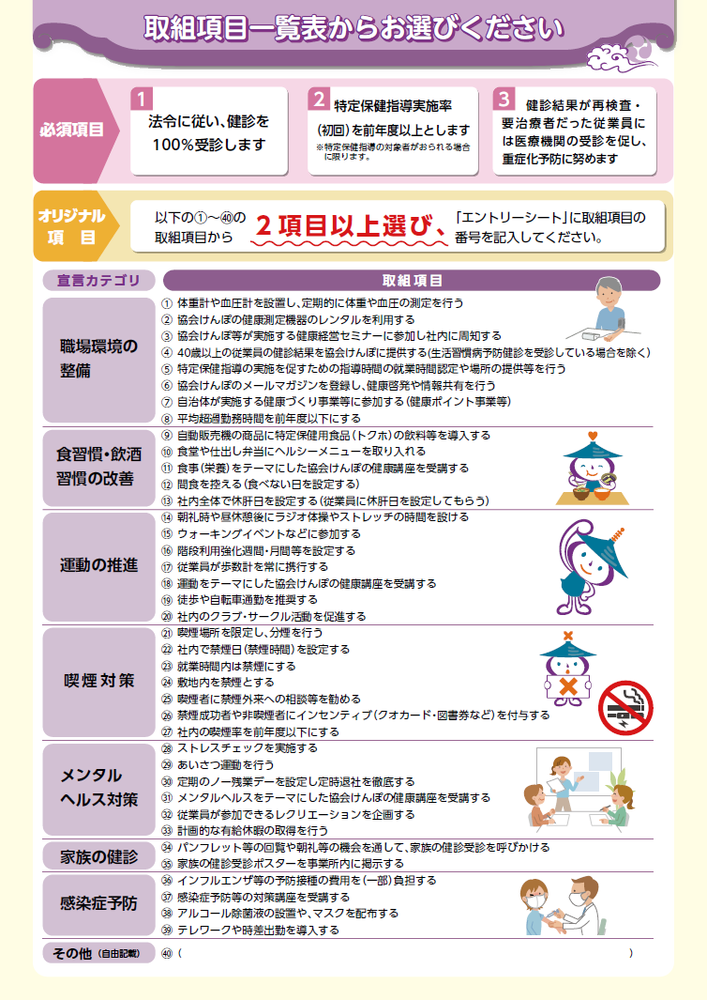 取組項目一覧表からお選びください
必須項目
1
法令に従い、健診を
100％受診します
2 特定保健指導実施率
（初回）を前年度以上とします
※特定保健指導の対象者がおられる場合
に限ります。
3 健診結果が再検査・
要治療者だった従業員に
は医療機関の受診を促し、
重症化予防に努めます
オリジナル
項 目
以下の①～㊵の
取組項目から
2項目以上選び、
「エントリーシート」に取組項目の
番号を記入してください。
宣言カテゴリ 取組項目
職場環境の
整備
① 体重計や血圧計を設置し、定期的に体重や血圧の測定を行う
② 協会けんぽの健康測定機器のレンタルを利用する
③ 協会けんぽ等が実施する健康経営セミナーに参加し社内に周知する
④ 40歳以上の従業員の健診結果を協会けんぽに提供する(生活習慣病予防健診を受診している場合を除く)
⑤ 特定保健指導の実施を促すための指導時間の就業時間認定や場所の提供等を行う
⑥ 協会けんぽのメールマガジンを登録し、健康啓発や情報共有を行う
⑦ 自治体が実施する健康づくり事業等に参加する（健康ポイント事業等）
⑧ 平均超過勤務時間を前年度以下にする
食習慣・飲酒
習慣の改善
⑨ 自動販売機の商品に特定保健用食品（トクホ）の飲料等を導入する
⑩ 食堂や仕出し弁当にヘルシーメニューを取り入れる
⑪ 食事（栄養）をテーマにした協会けんぽの健康講座を受講する
⑫ 間食を控える（食べない日を設定する）
⑬ 社内全体で休肝日を設定する（従業員に休肝日を設定してもらう）
運動の推進
⑭ 朝礼時や昼休憩後にラジオ体操やストレッチの時間を設ける
⑮ ウォーキングイベントなどに参加する
⑯ 階段利用強化週間・月間等を設定する
⑰ 従業員が歩数計を常に携行する
⑱ 運動をテーマにした協会けんぽの健康講座を受講する
⑲ 徒歩や自転車通勤を推奨する
⑳ 社内のクラブ・サークル活動を促進する
喫煙対策
㉑ 喫煙場所を限定し、分煙を行う
㉒ 社内で禁煙日（禁煙時間）を設定する
㉓ 就業時間内は禁煙にする
㉔ 敷地内を禁煙とする
㉕ 喫煙者に禁煙外来への相談等を勧める
㉖ 禁煙成功者や非喫煙者にインセンティブ（クオカード・図書券など）を付与する
㉗ 社内の喫煙率を前年度以下にする
メンタル
ヘルス対策
㉘ ストレスチェックを実施する
㉙ あいさつ運動を行う
㉚ 定期のノー残業デーを設定し定時退社を徹底する
㉛ メンタルヘルスをテーマにした協会けんぽの健康講座を受講する
㉜ 従業員が参加できるレクリエーションを企画する
㉝ 計画的な有給休暇の取得を行う
家族の健診
㉞ パンフレット等の回覧や朝礼等の機会を通して、家族の健診受診を呼びかける
㉟ 家族の健診受診ポスターを事業所内に掲示する
感染症予防
㊱ インフルエンザ等の予防接種の費用を（一部）負担する
㊲ 感染症予防等の対策講座を受講する
㊳ アルコール除菌液の設置や、マスクを配布する
㊴ テレワークや時差出勤を導入する
その他（自由記載） ㊵（ ）